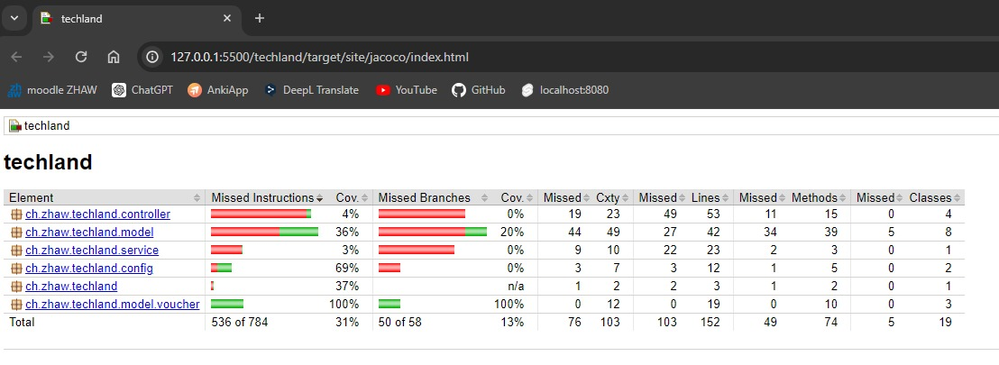 techland
127.0.0.1:5500/techland/target/site/jacoco/index.html
moodle ZHAW ChatGPT AnkiApp DeepL Translate YouTube GitHub localhost:8080
techland
techland
Element Missed Instructions Cov. Missed Branches Cov. Missed Cxty Missed Lines Missed Methods Missed Classes
ch.zhaw.techland.controller 4% 0% 19 23 49 53 11 15 0 4
ch.zhaw.techland.model 36% 20% 44 49 27 42 34 39 5 8
ch.zhaw.techland.service 3% 0% 9 10 22 23 2 3 0 1
ch.zhaw.techland.config 69% 0% 3 7 3 12 1 5 0 2
ch.zhaw.techland 37% n/a 1 2 2 3 1 2 0 1
ch.zhaw.techland.model.voucher 100% 100% 0 12 0 19 0 10 0 3
Total 536 of 784 31% 50 of 58 13% 76 103 103 152 49 74 5 19